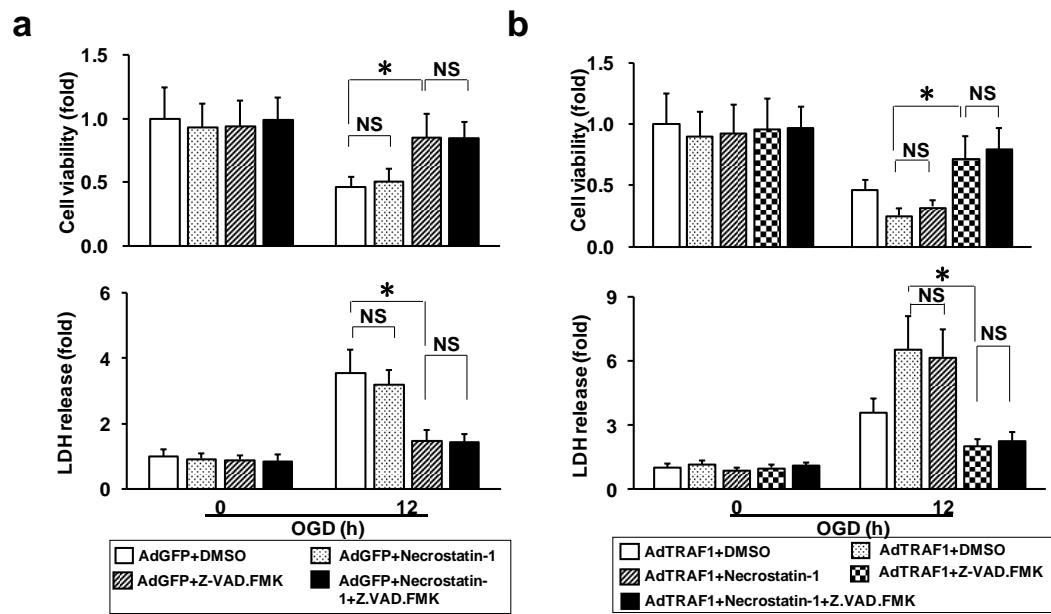 a
1.5
1.0
0.5
0.0
Cell viability (fold)
*
NS
NS
6
4
2
0
LDH release (fold)
*
NS
NS
0
12
OGD (h)
AdGFP+DMSO
AdGFP+Necrostatin-1
AdGFP+Z-VAD.FMK
AdGFP+Necrostatin-
1+Z.VAD.FMK
b
1.5
1.0
0.5
0.0
Cell viability (fold)
*
NS
NS
9
6
3
0
LDH release (fold)
*
NS
NS
0
12
OGD (h)
AdTRAF1+DMSO
AdTRAF1+DMSO
AdTRAF1+Necrostatin-1
AdTRAF1+Z-VAD.FMK
AdTRAF1+Necrostatin-1+Z.VAD.FMK